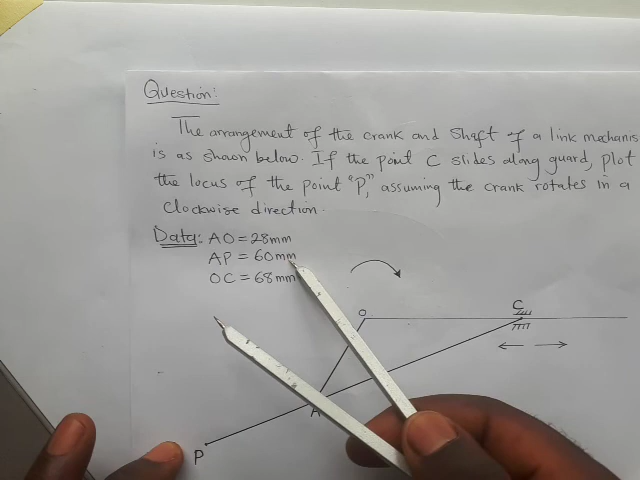 Question:
The arrangement of the crank and shaft of a link mechanis
is as shown below. If the point C slides along guard, plot
the locus of the point "P", assuming the crank rotates in a
clockwise direction.
Data: AO = 28mm
AP = 60mm
OC = 68mm
O
C
A
P